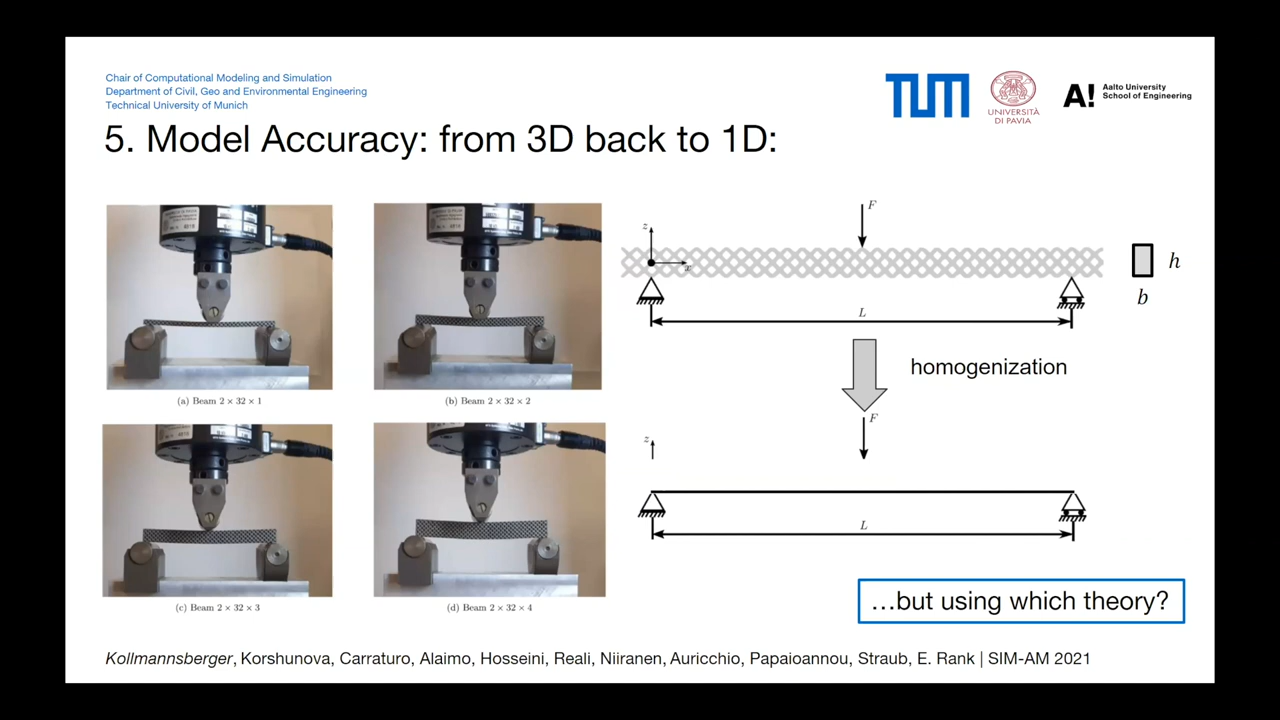 Chair of Computational Modeling and Simulation
Department of Civil, Geo and Environmental Engineering
Technical University of Munich
TUM
UNIVERSITÀ
DI PAVIA
A!
Aalto University
School of Engineering
5. Model Accuracy: from 3D back to 1D:
(a) Beam 2 × 32 × 1
(b) Beam 2 × 32 × 2
(c) Beam 2 × 32 × 3
(d) Beam 2 × 32 × 4
F
z
x
h
b
L
homogenization
F
z
L
...but using which theory?
Kollmannsberger, Korshunova, Carraturo, Alaimo, Hosseini, Reali, Niiranen, Auricchio, Papaioannou, Straub, E. Rank | SIM-AM 2021